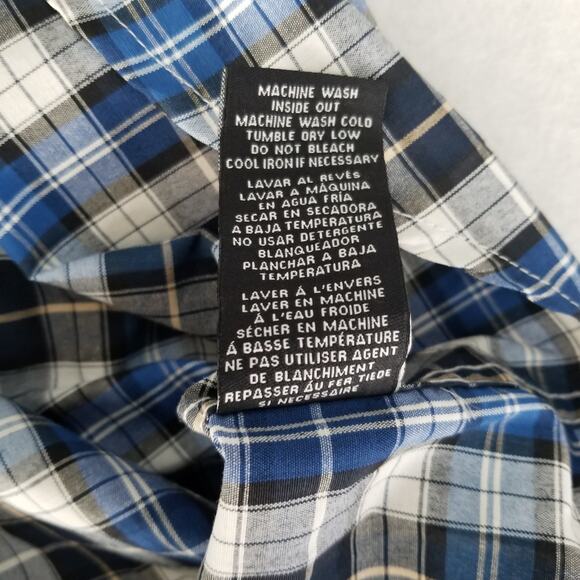 MACHINE WASH
INSIDE OUT
MACHINE WASH COLD
TUMBLE DRY LOW
DO NOT BLEACH
COOL IRON IF NECESSARY
LAVAR AL REVÈS
LAVAR A MÀQUINA
EN AGUA FRÍA
SECAR EN SECADORA
A BAJA TEMPERATURA
NO USAR DETERGENTE
BLANQUEADOR
PLANCHAR A BAJA
TEMPERATURA
LAVER À L'ENVERS
LAVER EN MACHINE
À L'EAU FROIDE
SÉCHER EN MACHINE
Á BASSE TEMPÉRATURE
NE PAS UTILISER AGENT
DE BLANCHIMENT
REPASSER AU FER TIEDE
SI NECESSAIRE